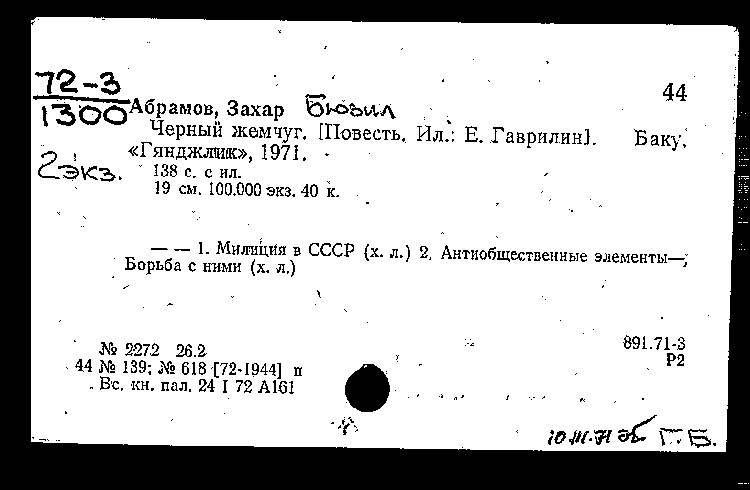 72-3
1300
44
Абрамов, Захар Бюзил
Черный жемчуг. [Повесть. Ил.: Е. Гаврилин]. Баку,
«Гянджлик», 1971.
2 экз.
138 с. с ил.
19 см. 100.000 экз. 40 к.
— — 1. Милиция в СССР (х. л.) 2. Антиобщественные элементы—
Борьба с ними (х. л.)
№ 2272 26.2
891.71-3
44 № 139; № 618 [72-1944] п
Р2
Вс. кн. пал. 24 I 72 А161
10.III.71 Г.Б.